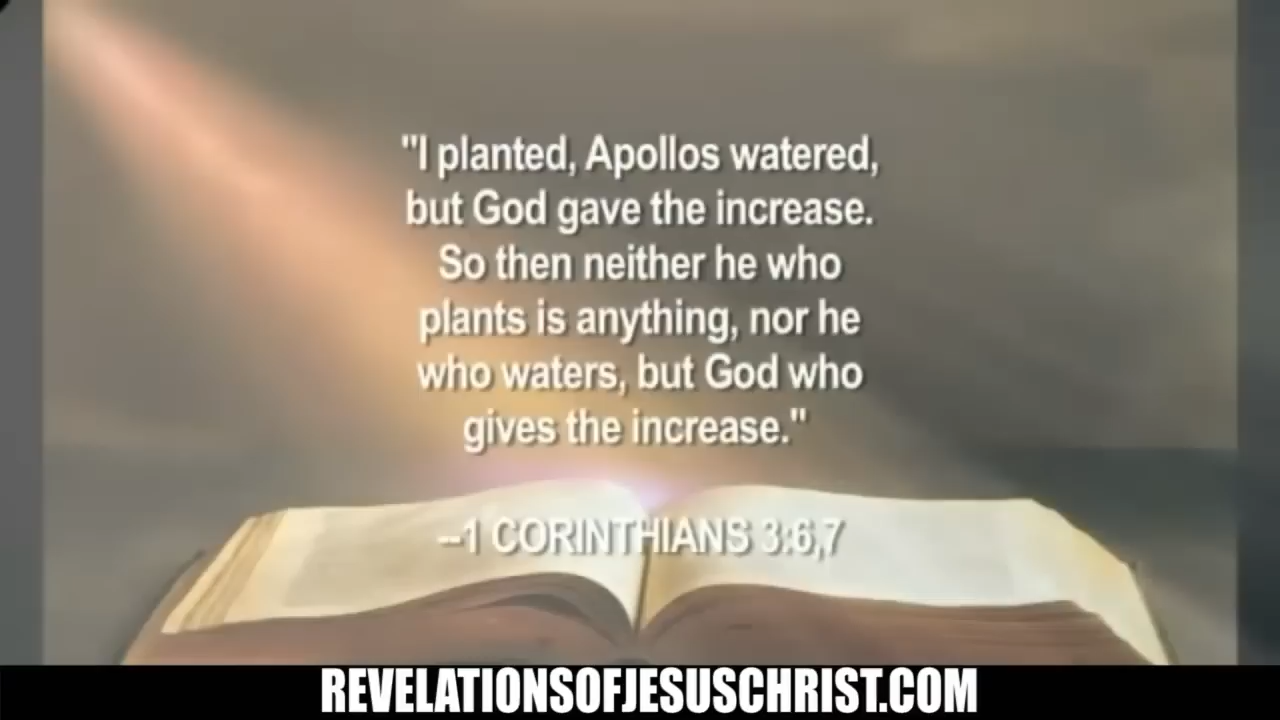 "I planted, Apollos watered,
but God gave the increase.
So then neither he who
plants is anything, nor he
who waters, but God who
gives the increase."
--1 CORINTHIANS 3:6,7
REVELATIONSOFJESUSCHRIST.COM